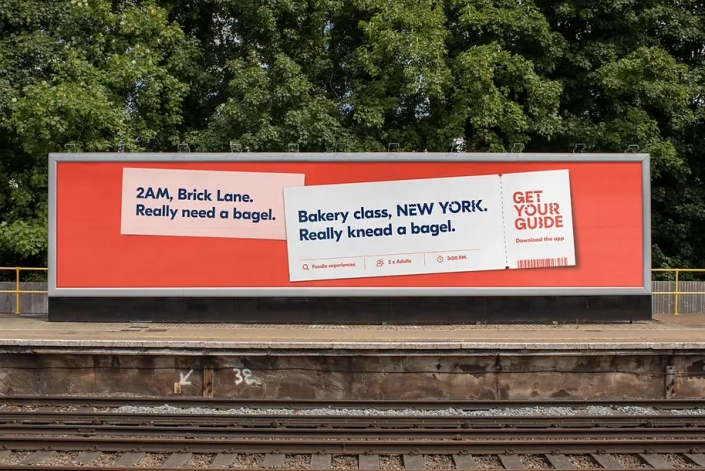 2AM, Brick Lane.
Really need a bagel.
Bakery class, NEW YORK.
Really knead a bagel.
Foodie experiences
2 x Adults
3:00 PM
GET
YOUR
GUIDE
Download the app
38